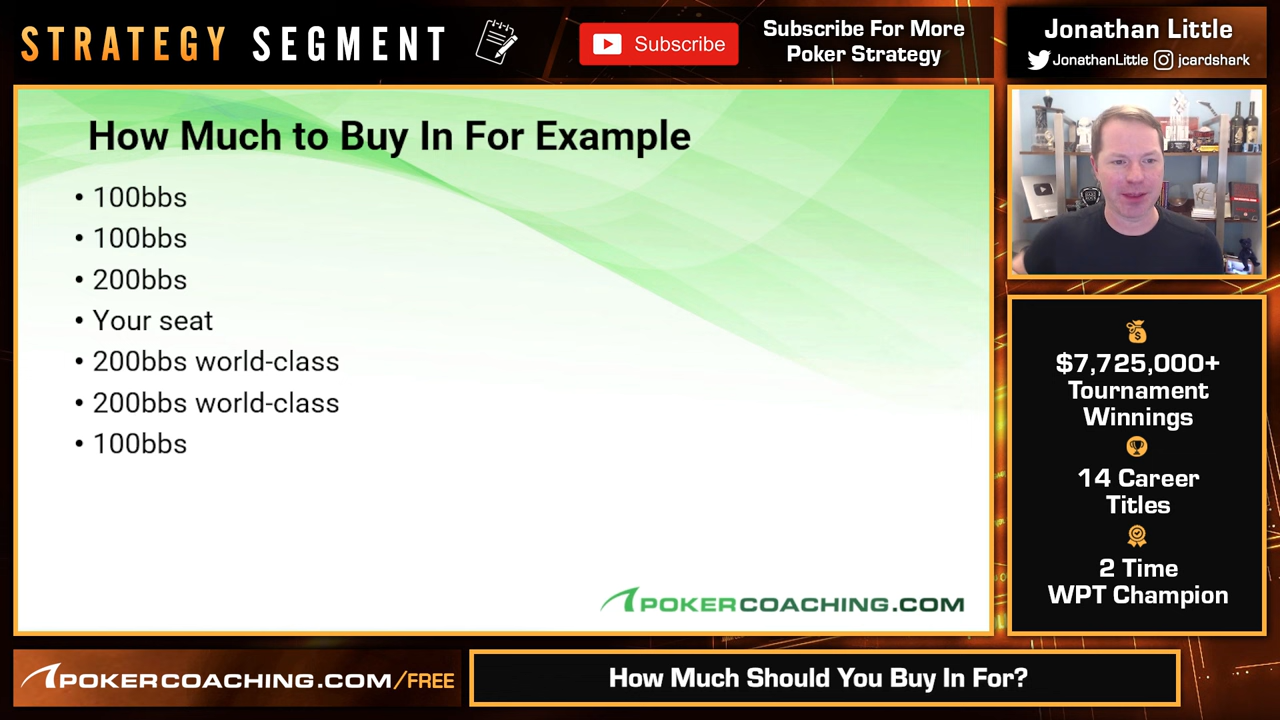 STRATEGY SEGMENT
Subscribe
Subscribe For More
Poker Strategy
Jonathan Little
JonathanLittle jcardshark
How Much to Buy In For Example
• 100bbs
• 100bbs
• 200bbs
• Your seat
• 200bbs world-class
• 200bbs world-class
• 100bbs
POKERCOACHING.COM
$7,725,000+
Tournament
Winnings
14 Career
Titles
2 Time
WPT Champion
POKERCOACHING.COM/FREE
How Much Should You Buy In For?